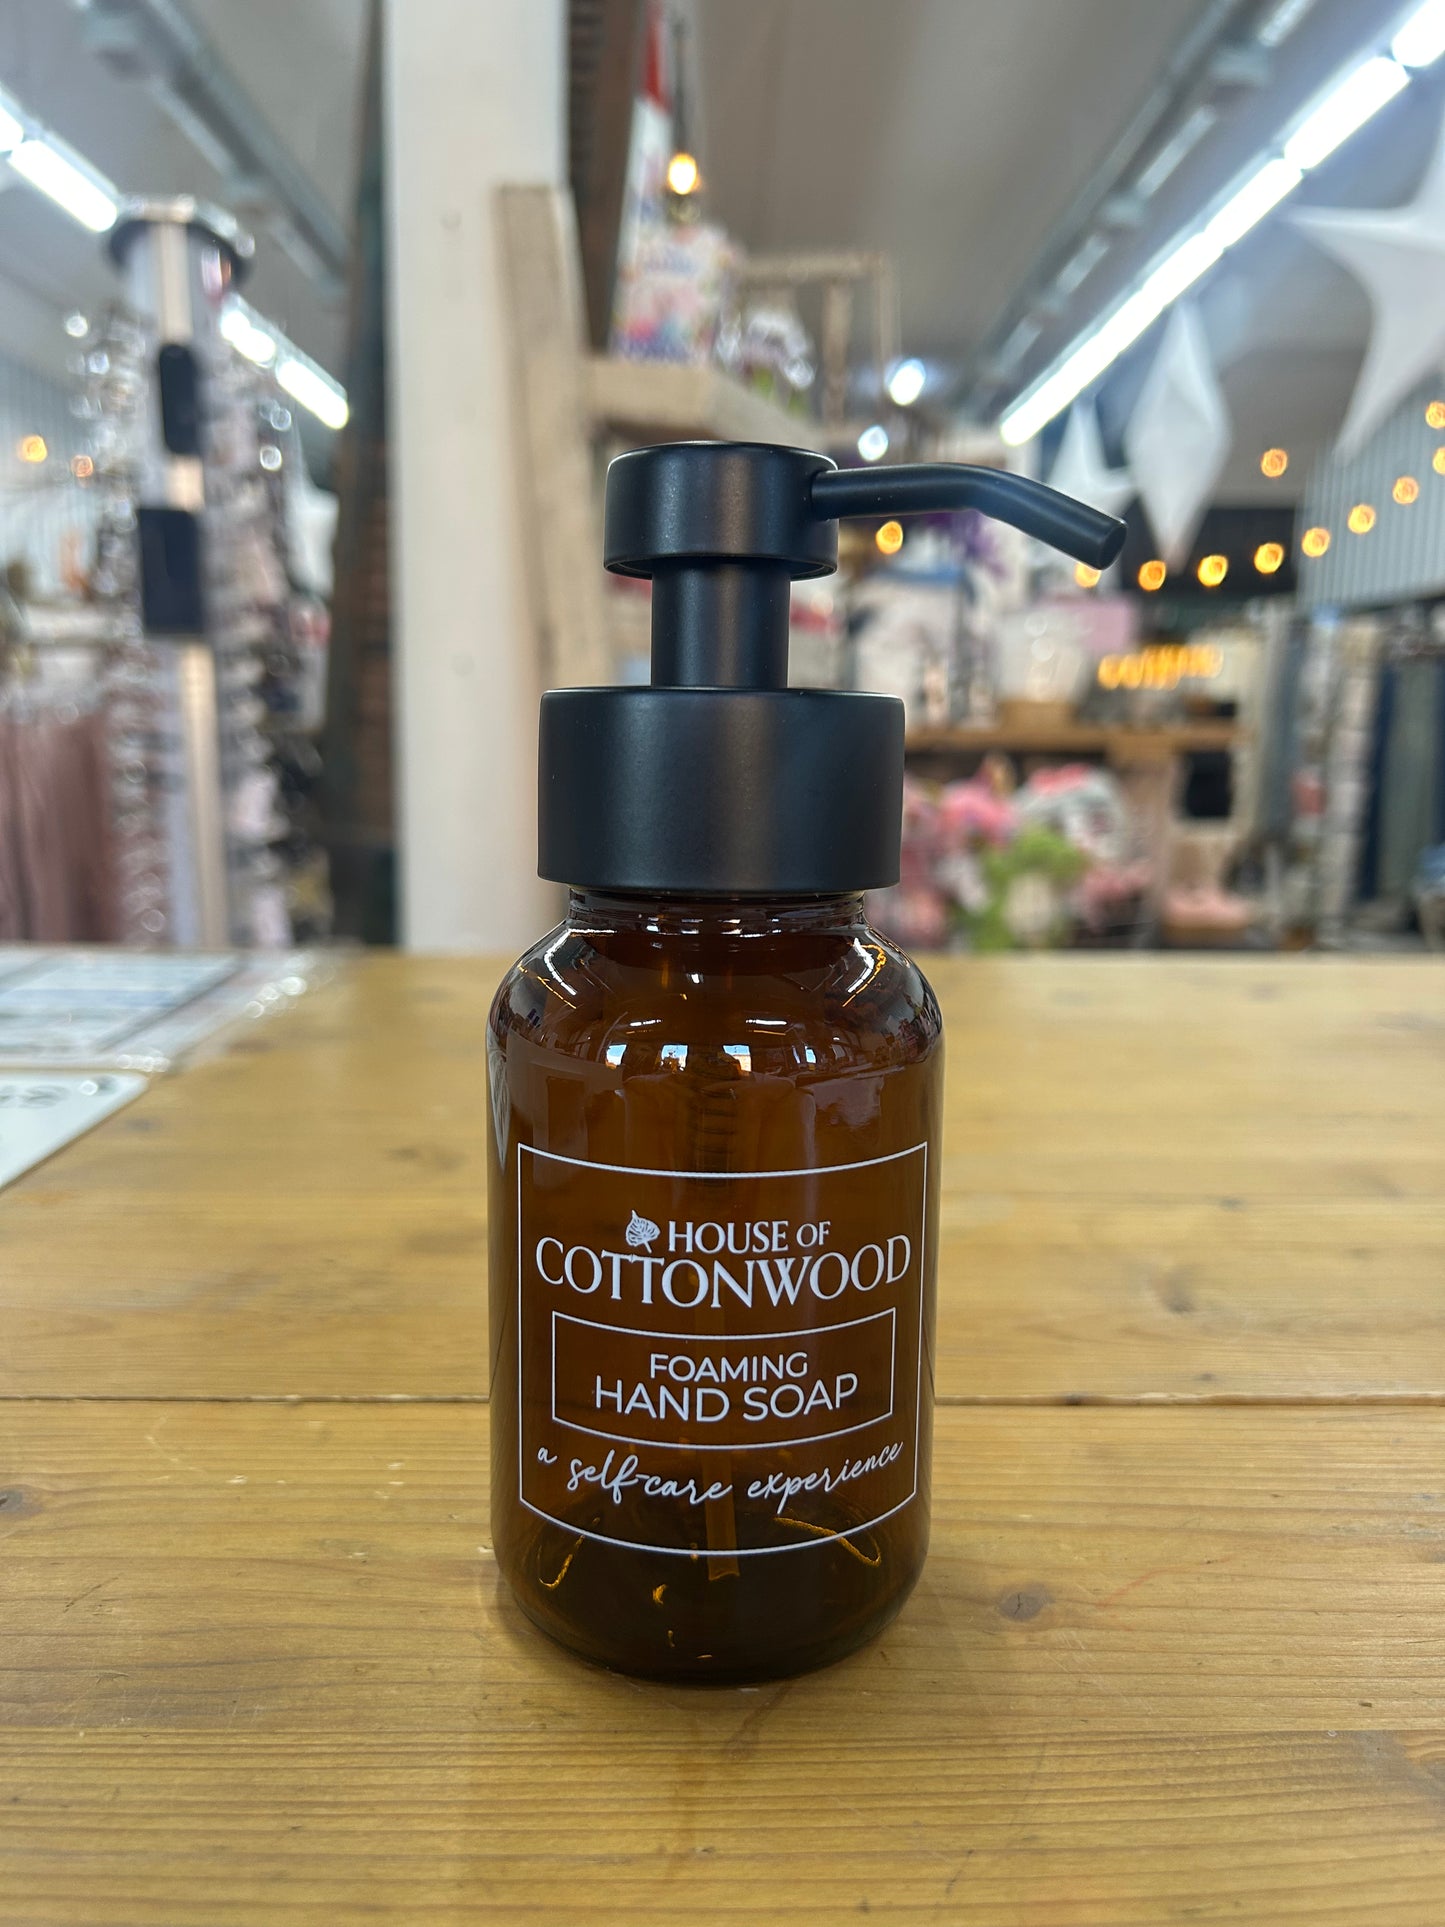 HOUSE OF
COTTONWOOD
FOAMING
HAND SOAP
a self-care experience